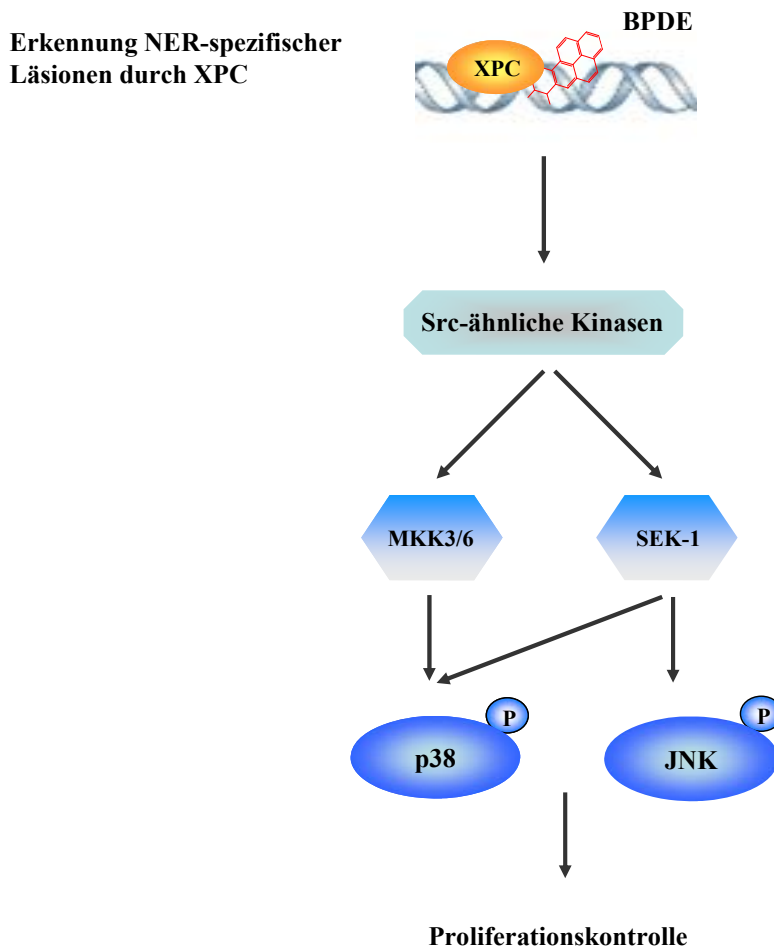 Erkennung NER-spezifischer
Läsionen durch XPC
BPDE
XPC
Src-ähnliche Kinasen
MKK3/6
SEK-1
P
P
p38
JNK
Proliferationskontrolle